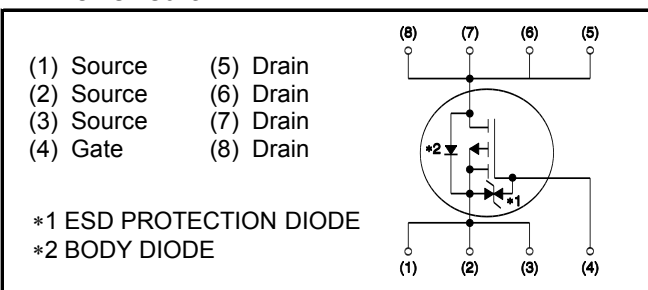 (1) Source (5) Drain
(2) Source (6) Drain
(3) Source (7) Drain
(4) Gate (8) Drain
∗1 ESD PROTECTION DIODE
∗2 BODY DIODE
(8) (7) (6) (5)
∗2
∗1
(1) (2) (3) (4)